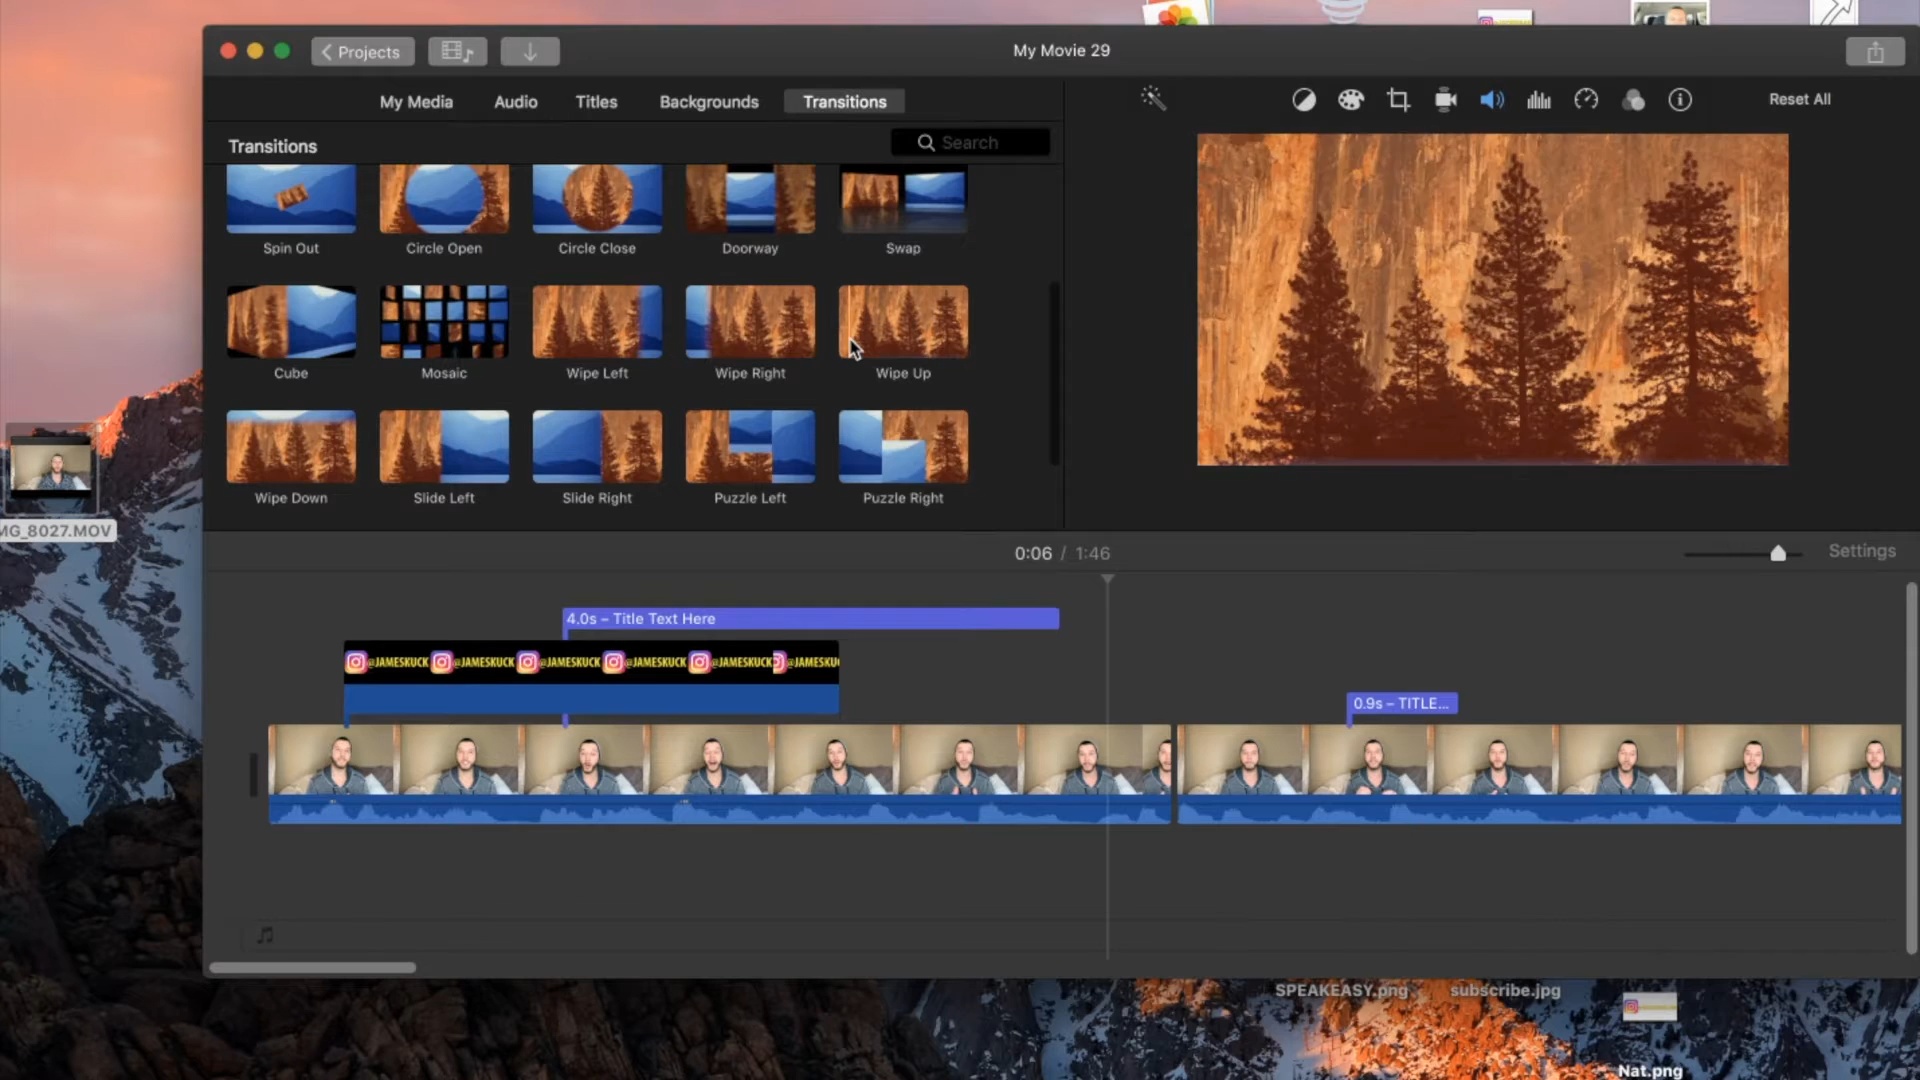 Projects
My Movie 29
My Media
Audio
Titles
Backgrounds
Transitions
Reset All
Transitions
Search
Spin Out
Circle Open
Circle Close
Doorway
Swap
Cube
Mosaic
Wipe Left
Wipe Right
Wipe Up
Wipe Down
Slide Left
Slide Right
Puzzle Left
Puzzle Right
MG_8027.MOV
0:06 / 1:46
Settings
4.0s – Title Text Here
@JAMESKUCK @JAMESKUCK @JAMESKUCK @JAMESKUCK @JAMESKUCK @JAMESKU
0.9s – TITLE...
SPEAKEASY.png
subscribe.jpg
Nat.png